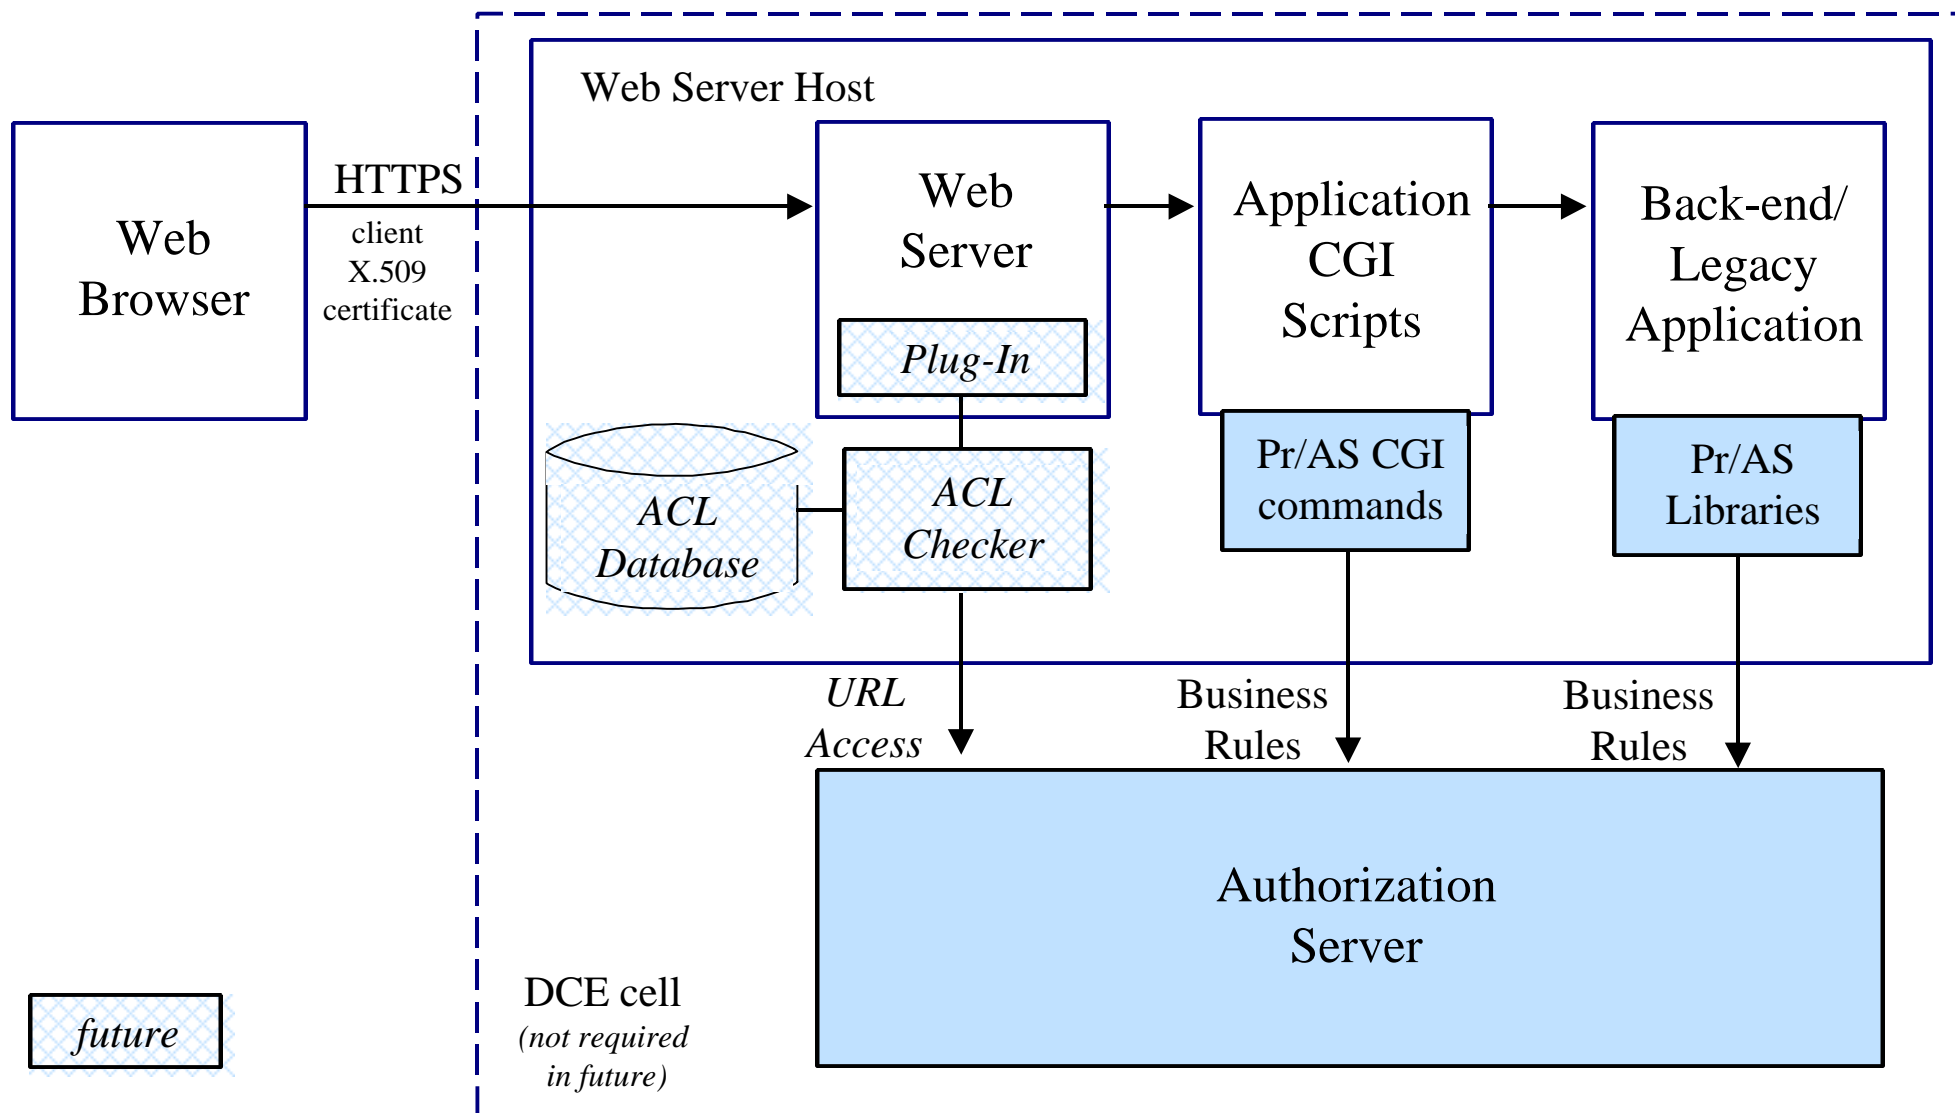 Web Server Host
Web
Browser
HTTPS
client
X.509
certificate
Web
Server
Plug-In
Application
CGI
Scripts
Back-end/
Legacy
Application
ACL
Database
ACL
Checker
Pr/AS CGI
commands
Pr/AS
Libraries
URL
Access
Business
Rules
Business
Rules
Authorization
Server
DCE cell
(not required
in future)
future